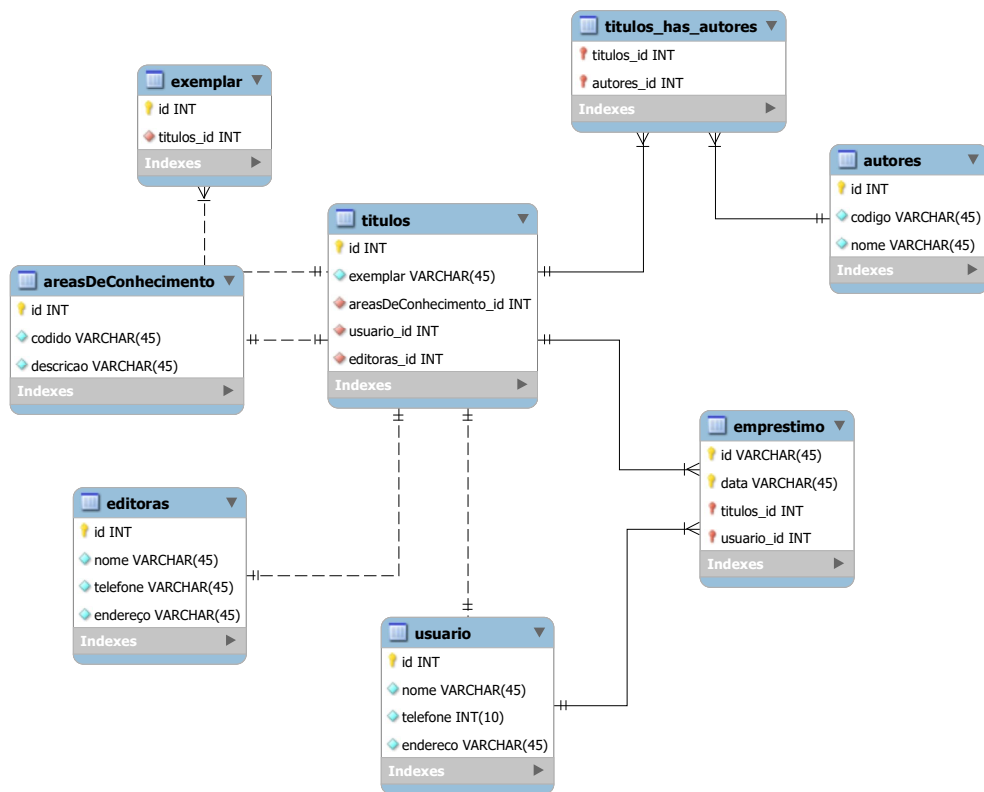 titulos_has_autores
titulos_id INT
autores_id INT
Indexes
exemplar
id INT
titulos_id INT
Indexes
autores
id INT
codigo VARCHAR(45)
nome VARCHAR(45)
Indexes
titulos
id INT
exemplar VARCHAR(45)
areasDeConhecimento_id INT
usuario_id INT
editoras_id INT
Indexes
areasDeConhecimento
id INT
codido VARCHAR(45)
descricao VARCHAR(45)
Indexes
emprestimo
id VARCHAR(45)
data VARCHAR(45)
titulos_id INT
usuario_id INT
Indexes
editoras
id INT
nome VARCHAR(45)
telefone VARCHAR(45)
endereço VARCHAR(45)
Indexes
usuario
id INT
nome VARCHAR(45)
telefone INT(10)
endereco VARCHAR(45)
Indexes